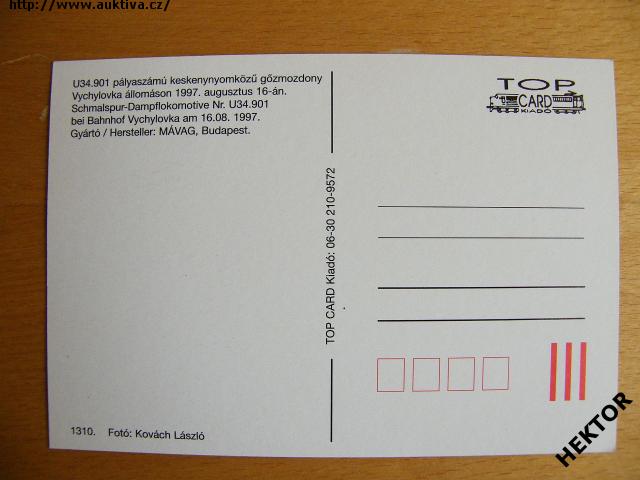 http://www.auktiva.cz/
U34.901 pályaszámú keskenynyomközű gőzmozdony
Vychylovka állomáson 1997. augusztus 16-án.
Schmalspur-Dampflokomotive Nr. U34.901
bei Bahnhof Vychylovka am 16.08. 1997.
Gyártó / Hersteller: MÁVAG, Budapest.
TOP
CARD
KIADÓ
TOP CARD Kiadó: 06-30 210-9572
1310. Fotó: Kovách László
HEKTOR